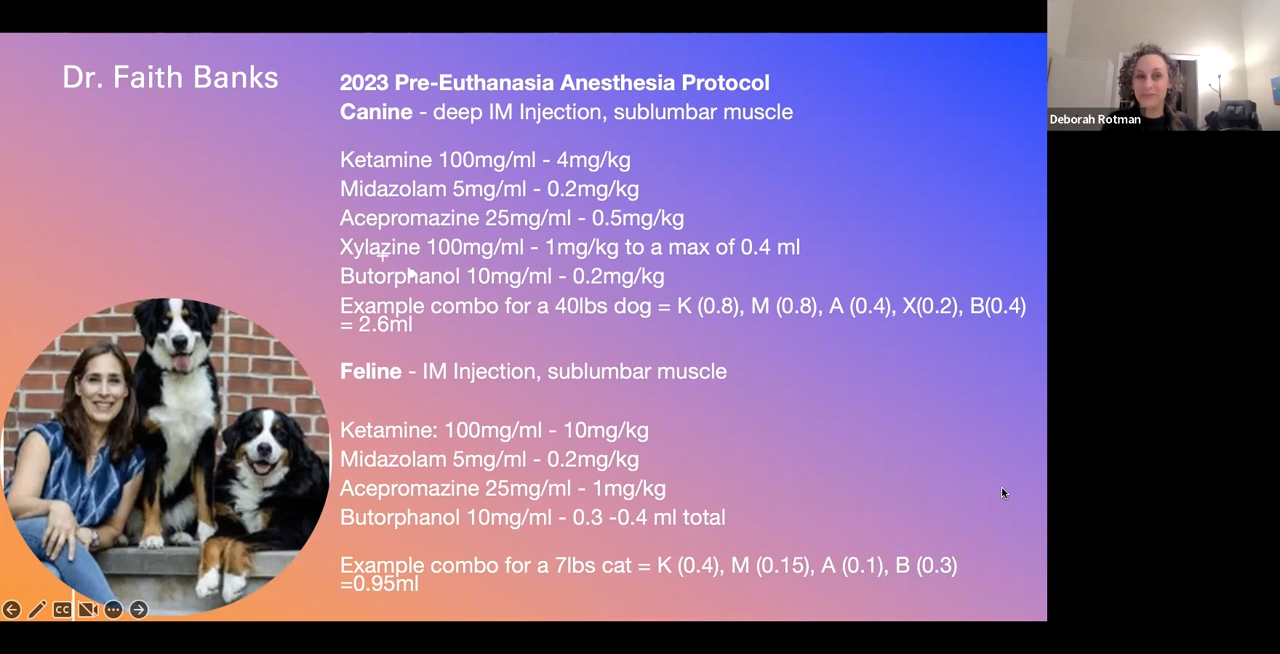 Dr. Faith Banks
2023 Pre-Euthanasia Anesthesia Protocol
Canine - deep IM Injection, sublumbar muscle
Ketamine 100mg/ml - 4mg/kg
Midazolam 5mg/ml - 0.2mg/kg
Acepromazine 25mg/ml - 0.5mg/kg
Xylazine 100mg/ml - 1mg/kg to a max of 0.4 ml
Butorphanol 10mg/ml - 0.2mg/kg
Example combo for a 40lbs dog = K (0.8), M (0.8), A (0.4), X(0.2), B(0.4)
= 2.6ml
Feline - IM Injection, sublumbar muscle
Ketamine: 100mg/ml - 10mg/kg
Midazolam 5mg/ml - 0.2mg/kg
Acepromazine 25mg/ml - 1mg/kg
Butorphanol 10mg/ml - 0.3 -0.4 ml total
Example combo for a 7lbs cat = K (0.4), M (0.15), A (0.1), B (0.3)
=0.95ml
CC
Deborah Rotman